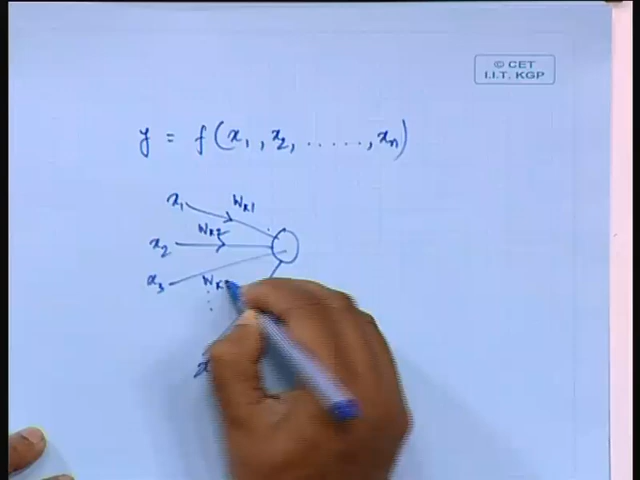 © CET
I.I.T. KGP
y = f(x₁, x₂, ......, xₙ)
x₁ Wₖ₁
x₂ Wₖ₂
x₃